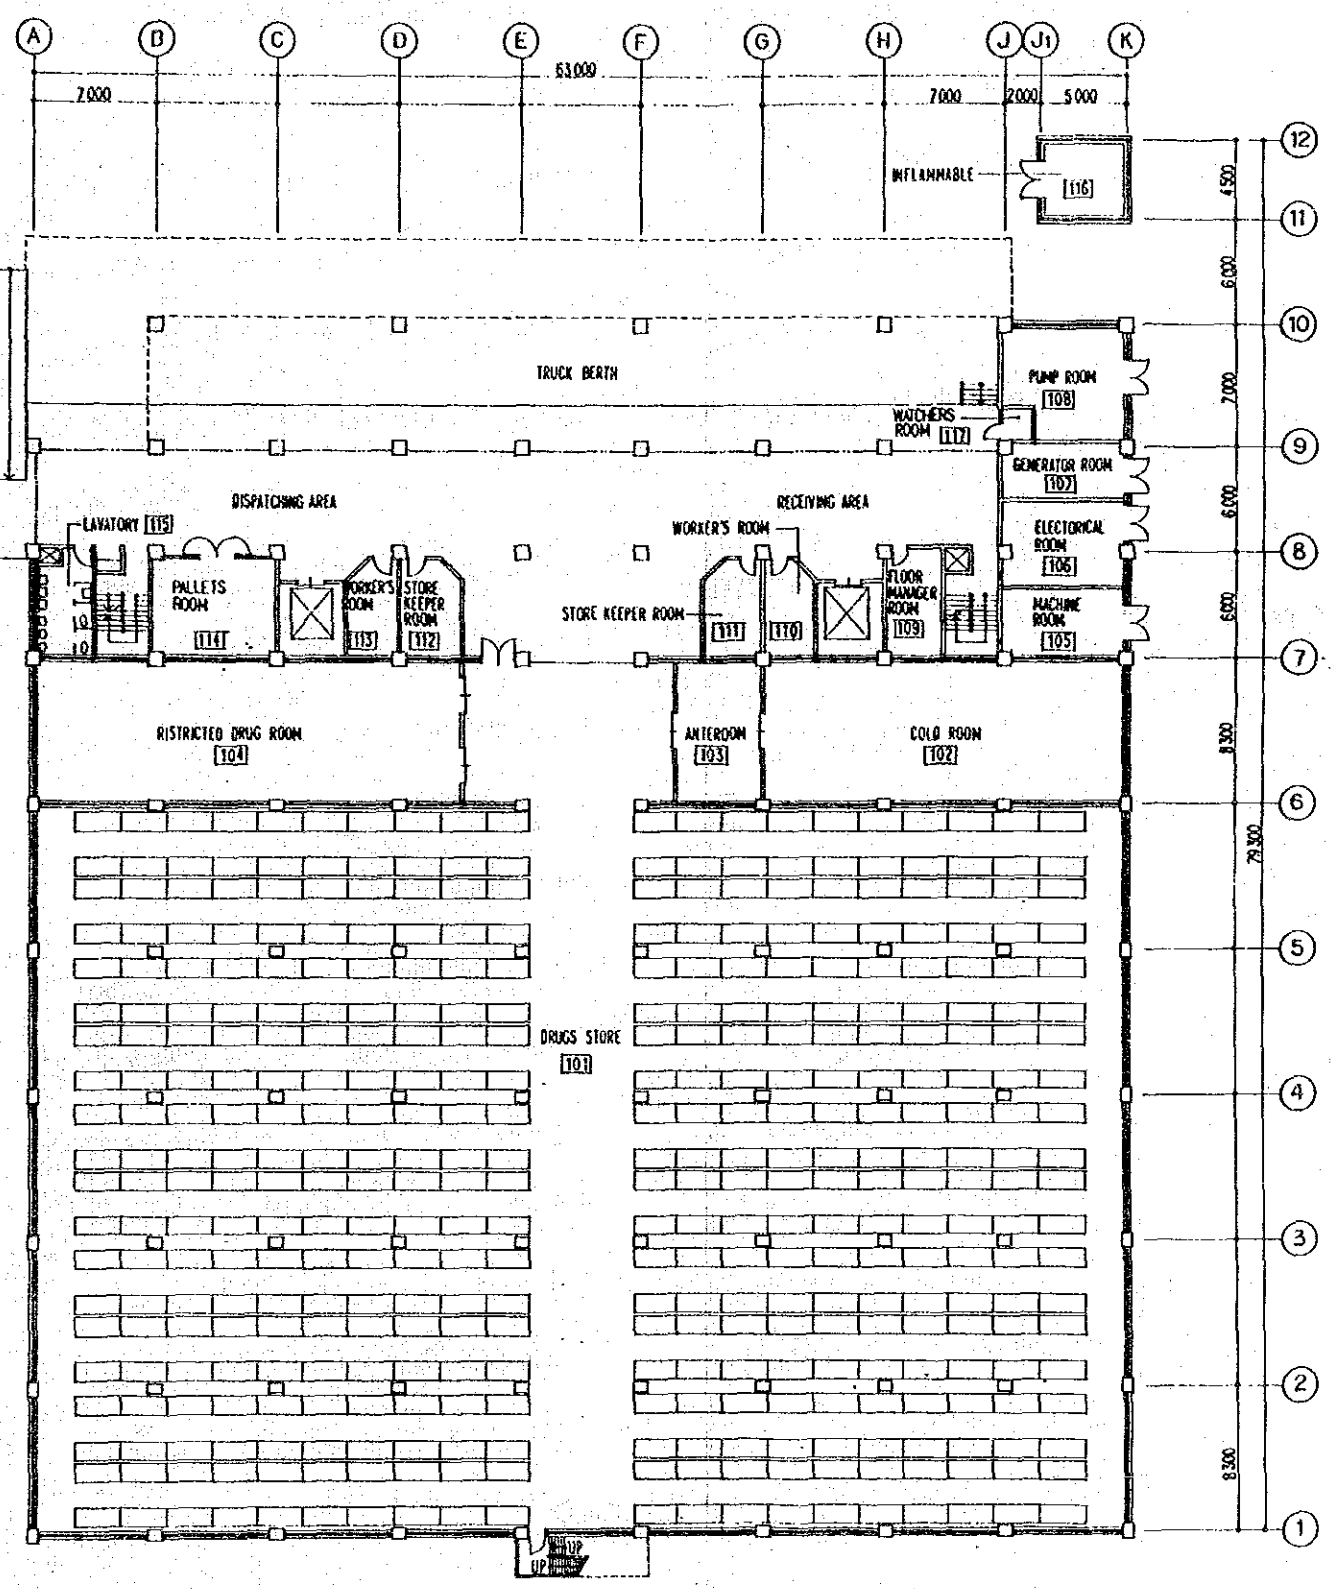 A B C D E F G H J J1 K
63000
7000 7000 2000 5000
12
INFLAMMABLE
116
4500
11
6000
10
TRUCK BERTH
PUMP ROOM
108
7000
WATCHERS
ROOM 117
9
GENERATOR ROOM
107
DISPATCHING AREA
RECEIVING AREA
6000
LAVATORY 115
WORKER'S ROOM
ELECTORICAL
ROOM
106
8
PALLETS
ROOM
114
WORKER'S
ROOM
113
STORE
KEEPER
ROOM
112
STORE KEEPER ROOM
111
110
FLOOR
MANAGER
ROOM
109
MACHINE
ROOM
105
6000
7
RISTRICTED DRUG ROOM
104
ANTEROOM
103
COLD ROOM
102
8300
6
79300
5
DRUGS STORE
101
4
3
2
8300
1
UP
UP